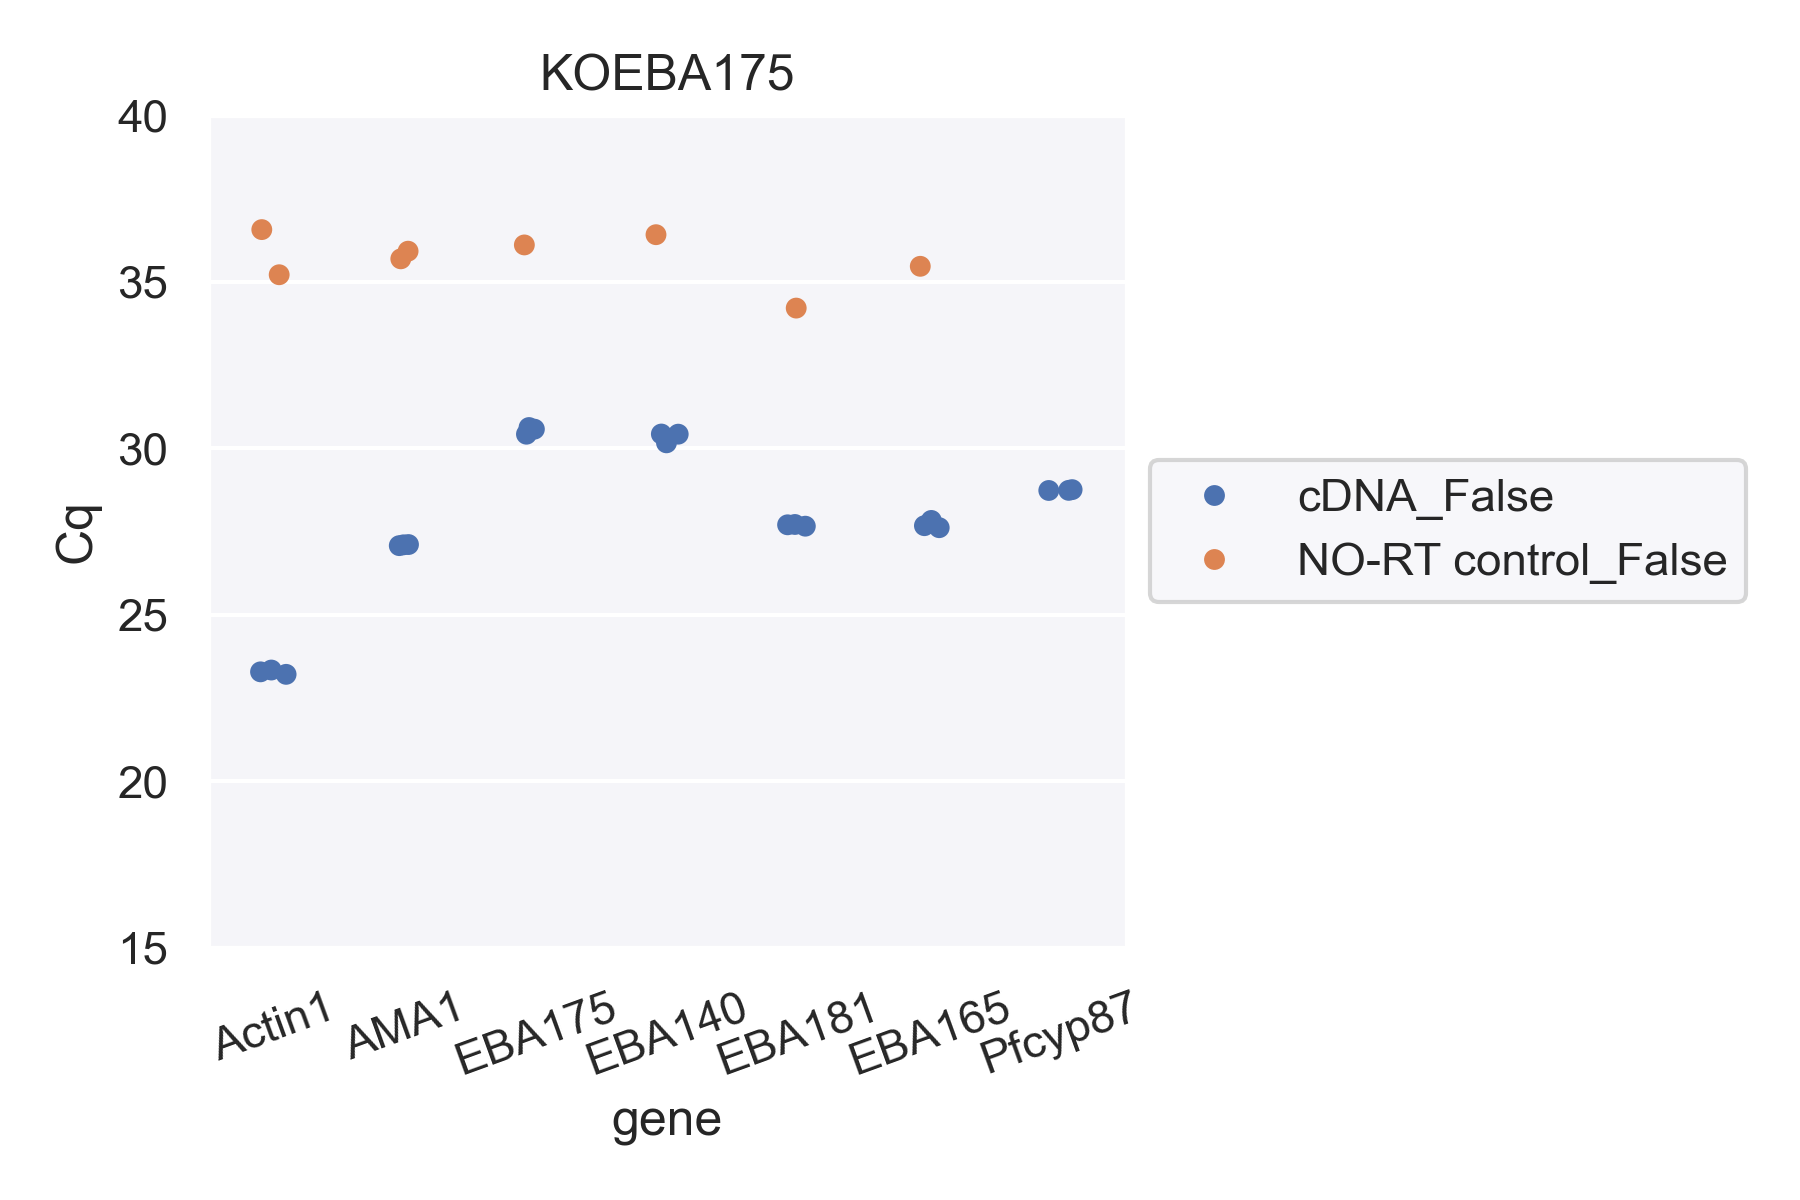 KOEBA175
40
35
30
25
20
15
Cq
Actin1
AMA1
EBA175
EBA140
EBA181
EBA165
Pfcyp87
gene
cDNA_False
NO-RT control_False